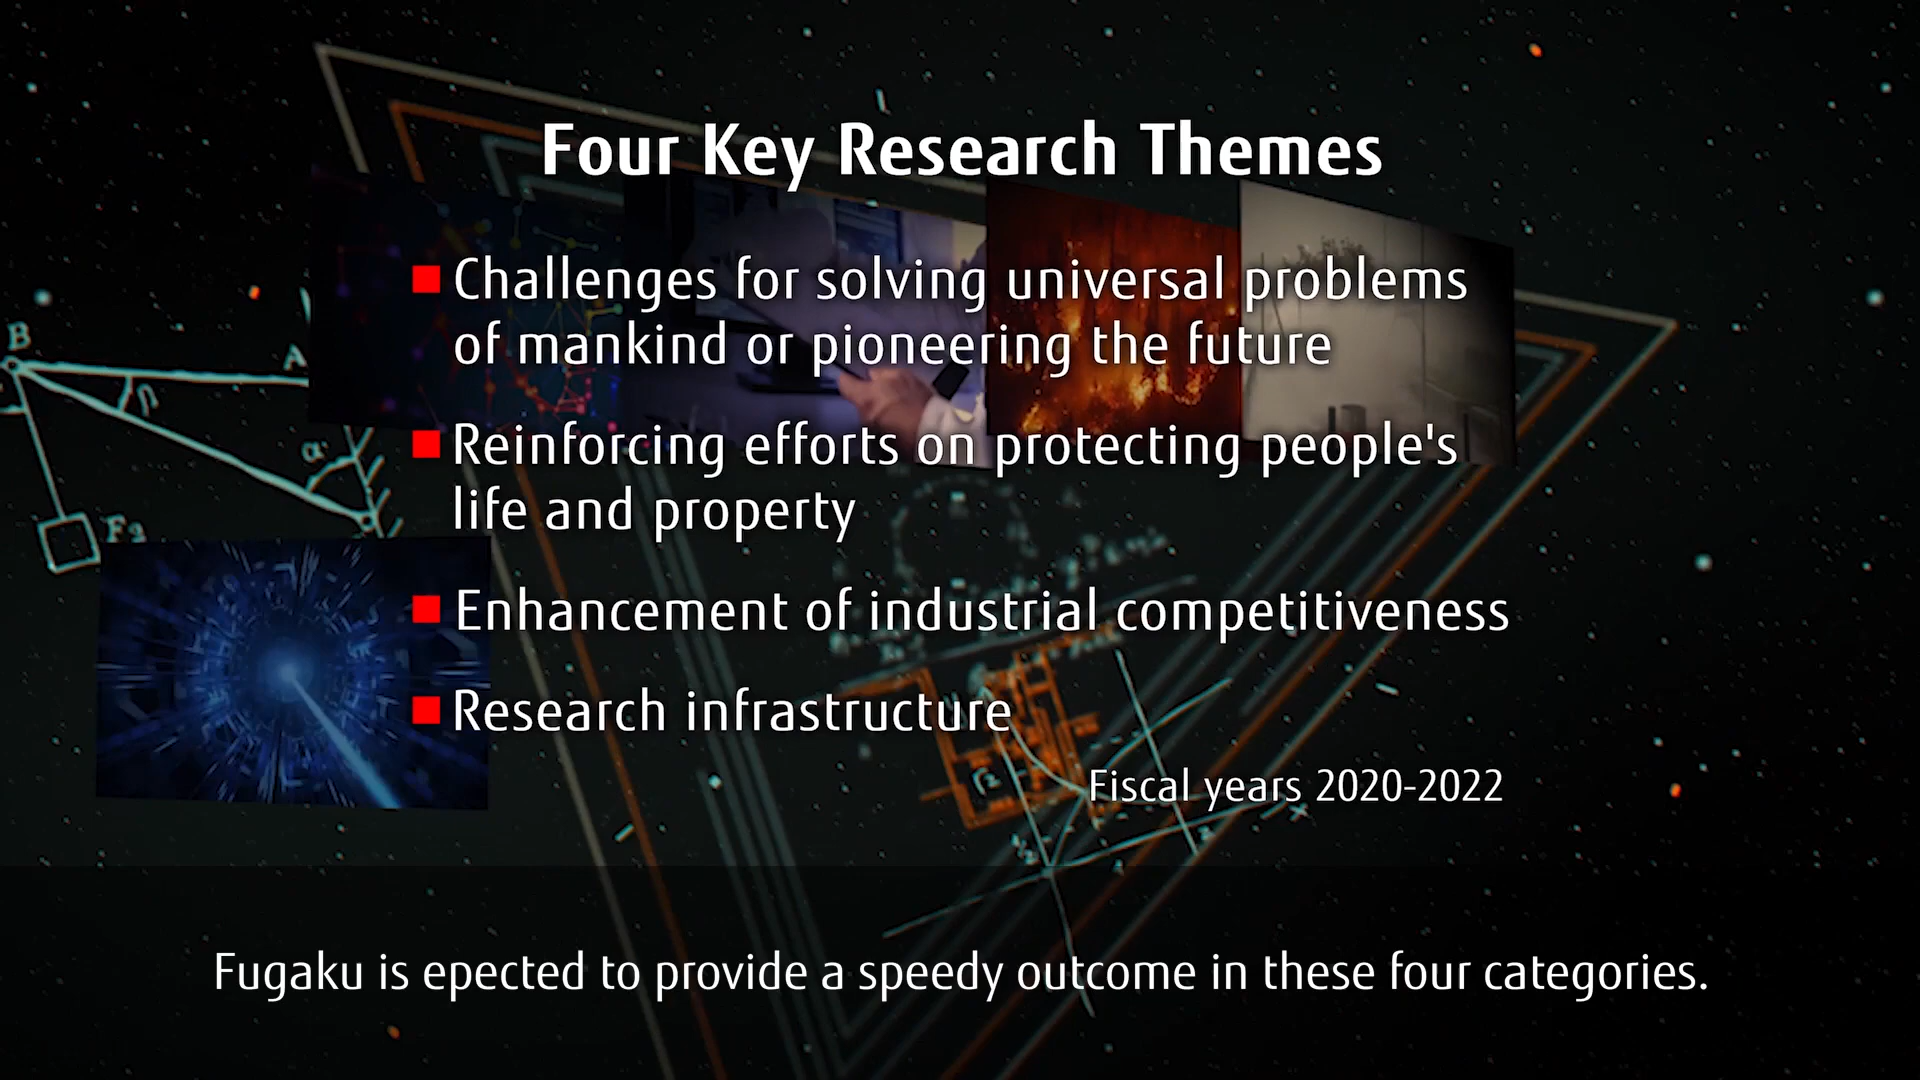 Four Key Research Themes
Challenges for solving universal problems
of mankind or pioneering the future
Reinforcing efforts on protecting people's
life and property
Enhancement of industrial competitiveness
Research infrastructure
Fiscal years 2020-2022
Fugaku is epected to provide a speedy outcome in these four categories.
B
A
β
α
F2